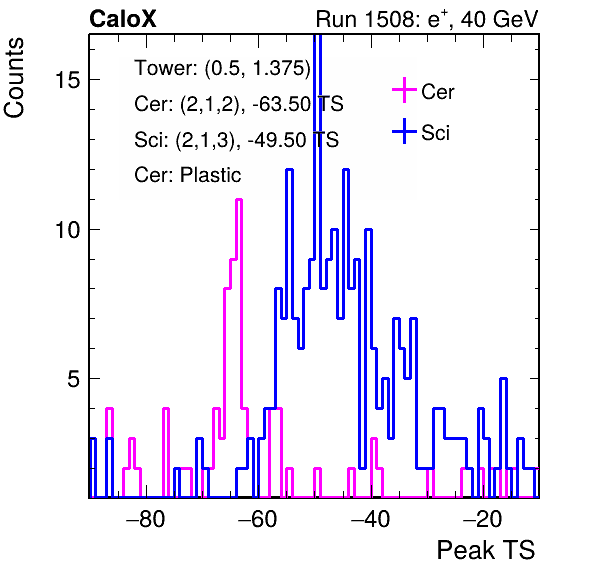 CaloX Run 1508: e⁺, 40 GeV
Counts
15
10
5
Tower: (0.5, 1.375)
Cer: (2,1,2), -63.50 TS
Sci: (2,1,3), -49.50 TS
Cer: Plastic
Cer
Sci
−80 −60 −40 −20
Peak TS